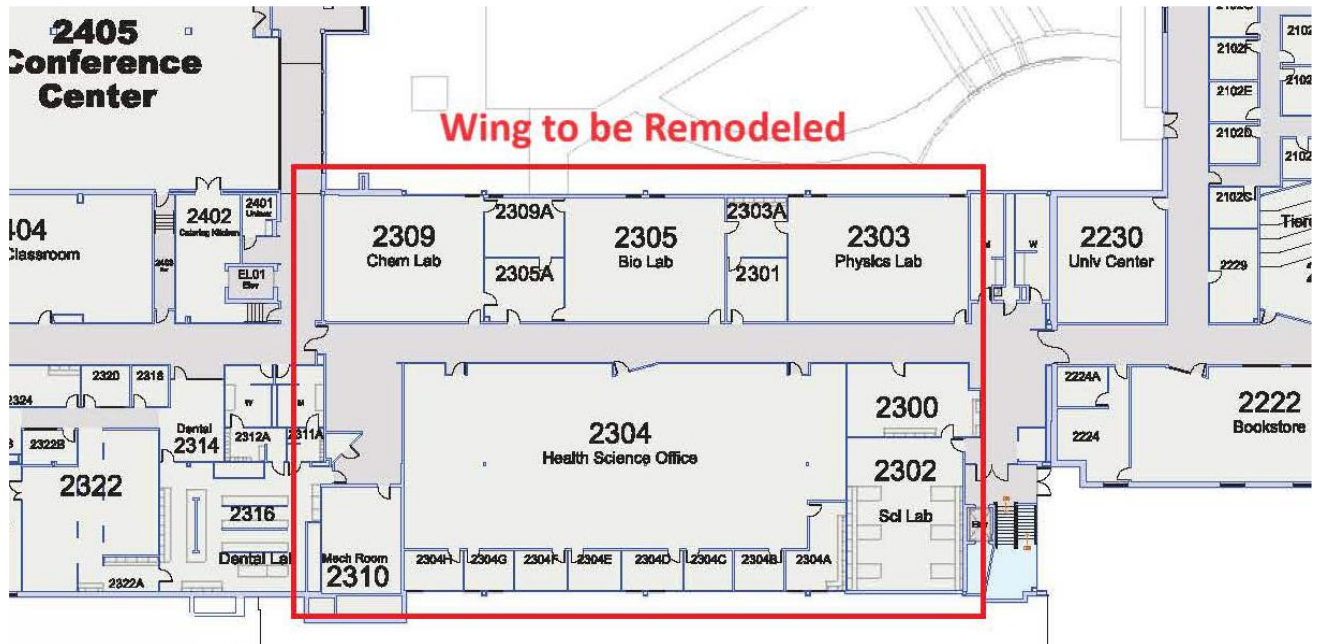 2405
Conference
Center
Wing to be Remodeled
2102F
2102E
2102D
2102C
2401
2402
Catering Kitchen
EL01
Elev
404
Classroom
2309
Chem Lab
2309A
2305A
2305
Bio Lab
2303A
2301
2303
Physics Lab
M
W
2230
Univ Center
2229
2324
2320
2318
W
M
Dental
2314
2312A
2311A
2322B
2322
2322A
2316
Dental Lab
Mech Room
2310
2304
Health Science Office
2304H
2304G
2304F
2304E
2304D
2304C
2304B
2304A
2300
2302
Sci Lab
Elev
2224A
2224
2222
Bookstore